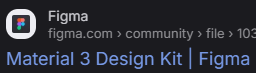 Figma
figma.com › community › file › 103
Material 3 Design Kit | Figma